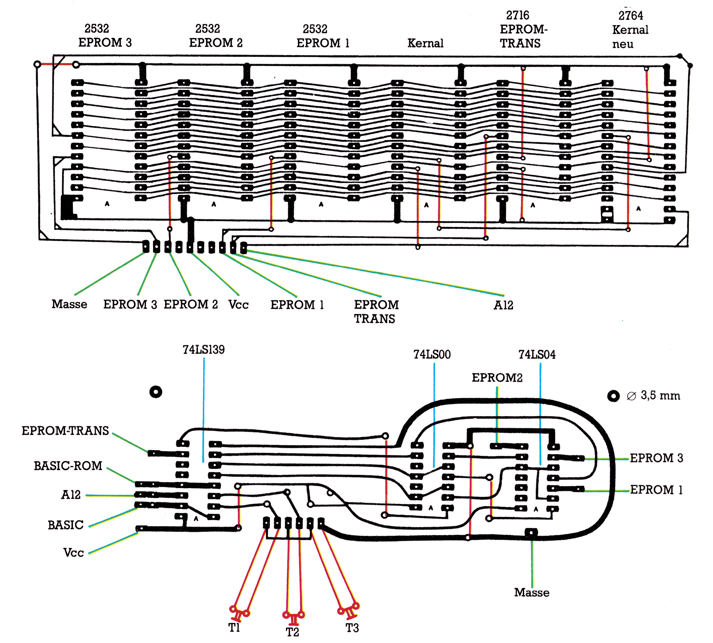 2532
EPROM 3
2532
EPROM 2
2532
EPROM 1
Kernal
2716
EPROM-
TRANS
2764
Kernal
neu
A
A
A
A
A
A
Masse
EPROM 3
EPROM 2
Vcc
EPROM 1
EPROM
TRANS
A12
74LS139
74LS00
74LS04
EPROM2
Ø 3,5 mm
EPROM-TRANS
BASIC-ROM
A12
BASIC
Vcc
EPROM 3
EPROM 1
A
A
A
Masse
T1
T2
T3